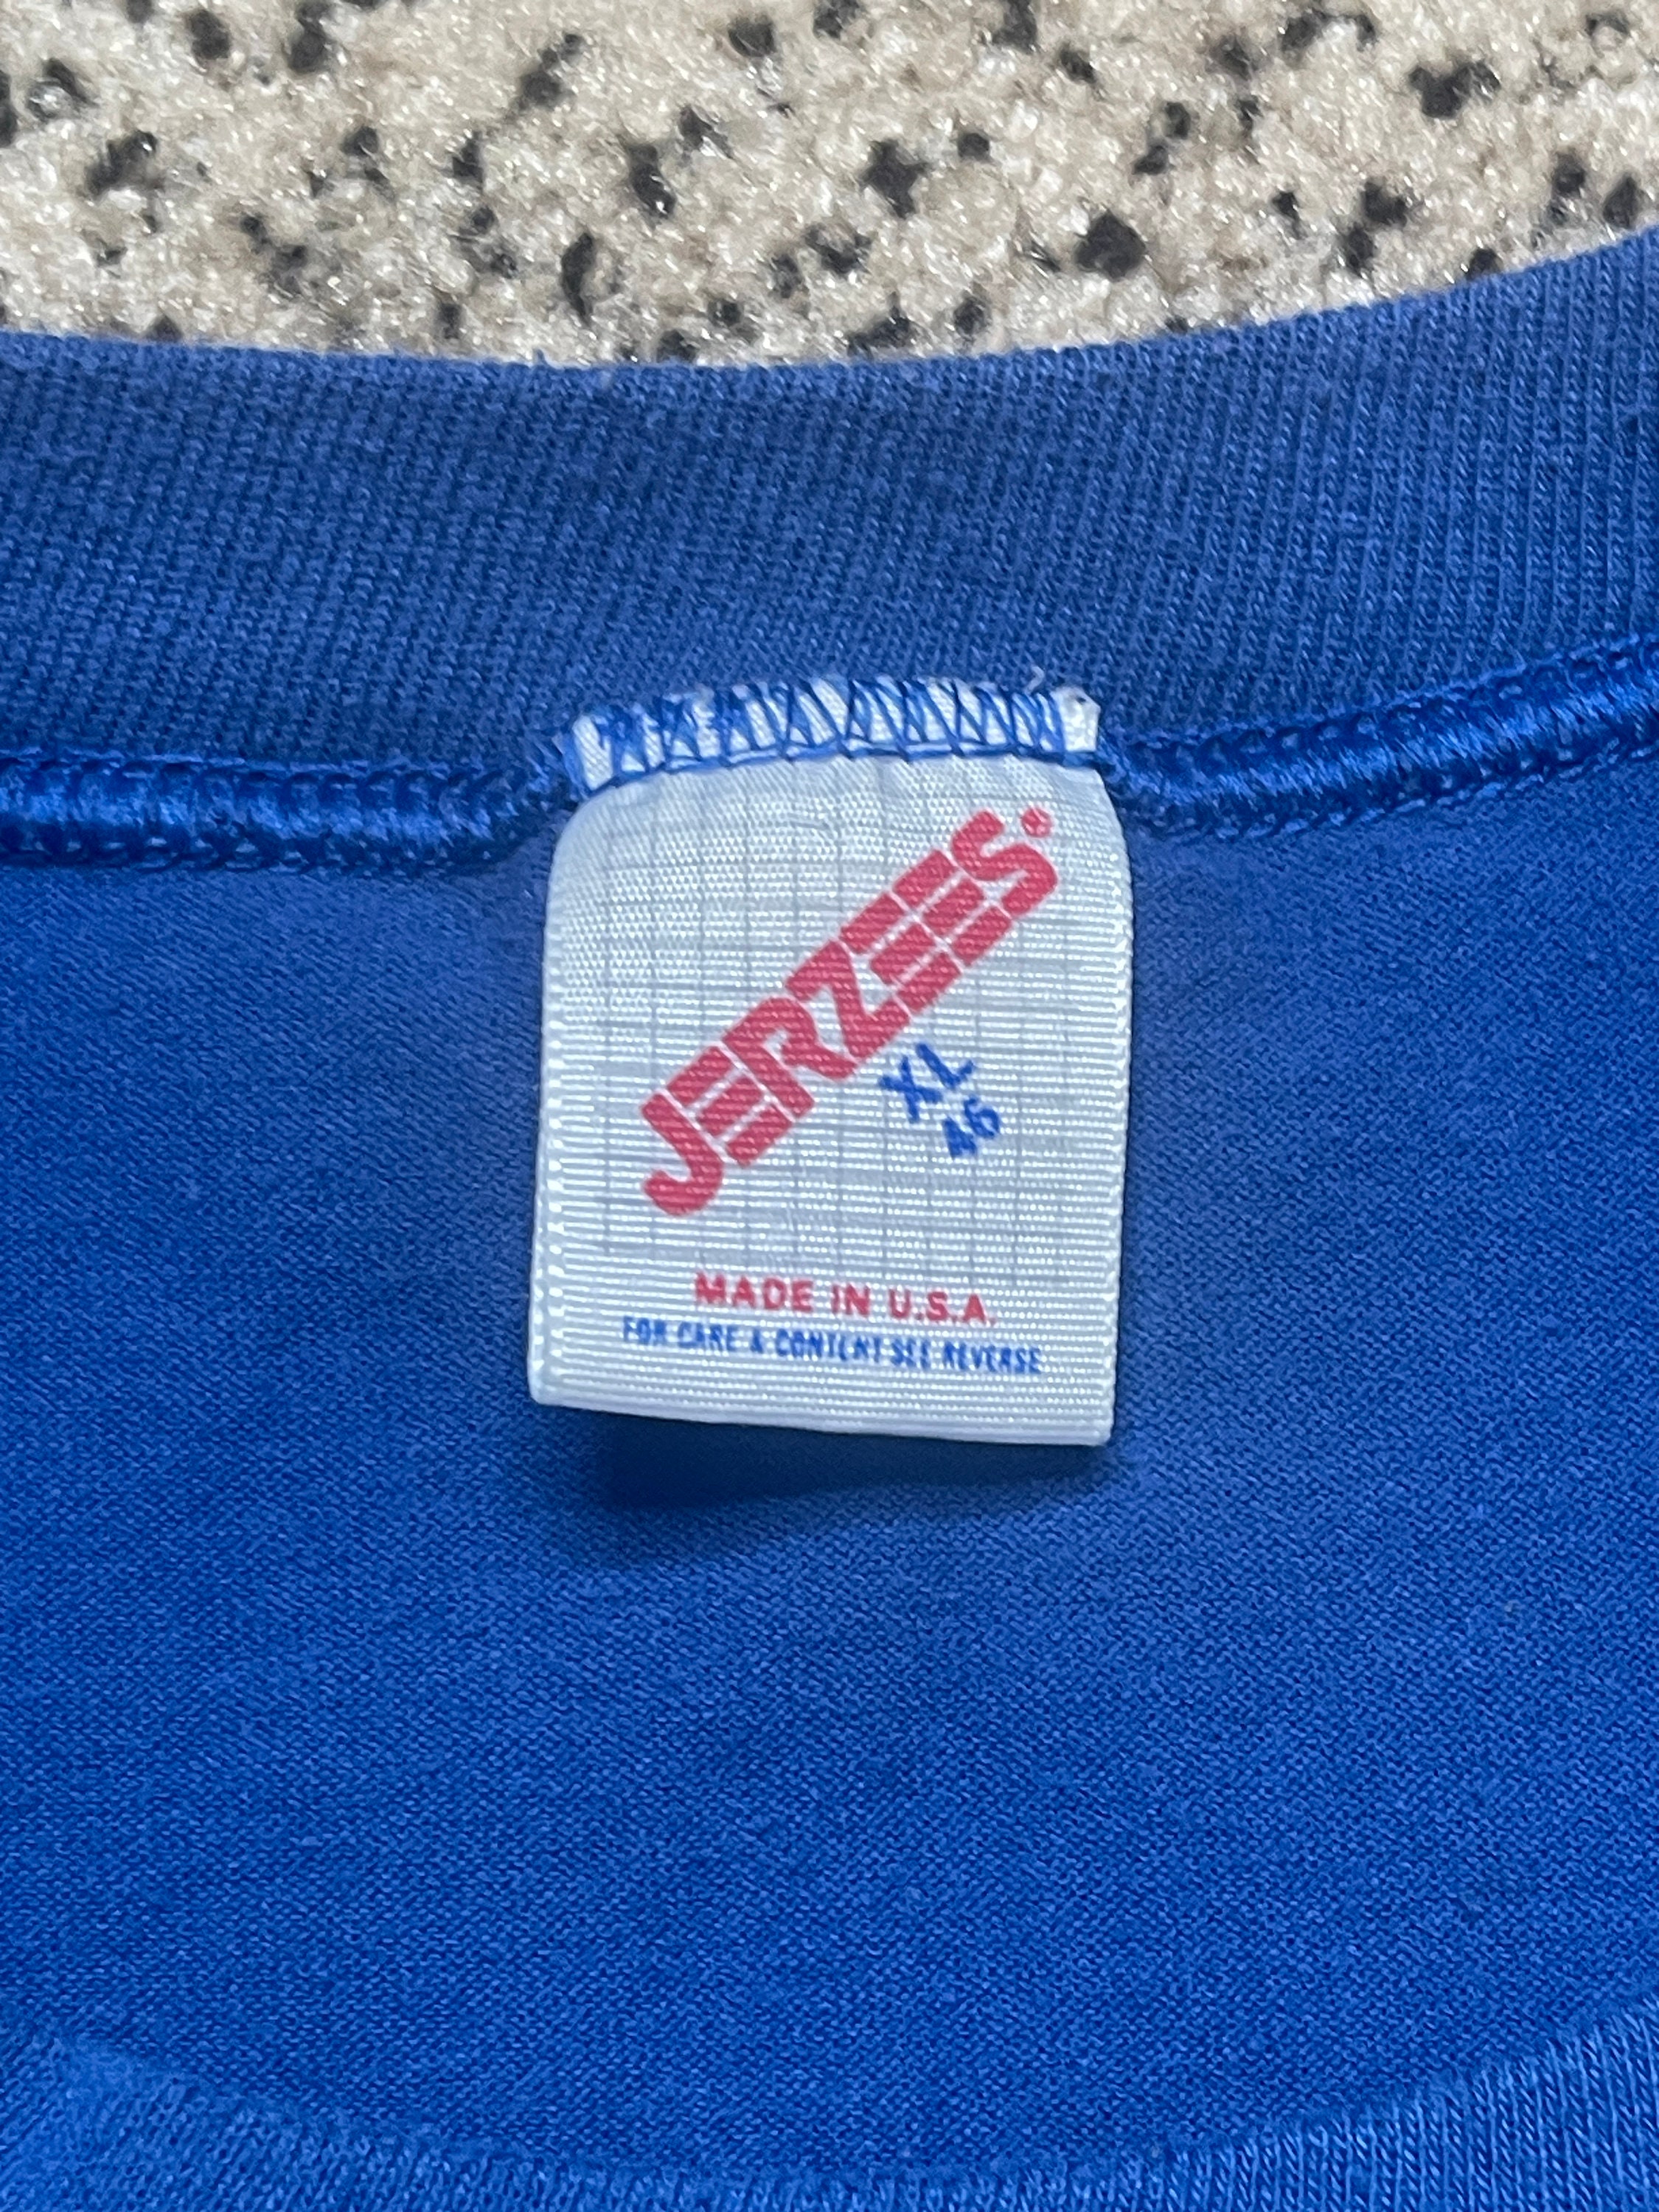 JERZEES®
XL
46
MADE IN U.S.A.
FOR CARE & CONTENT SEE REVERSE